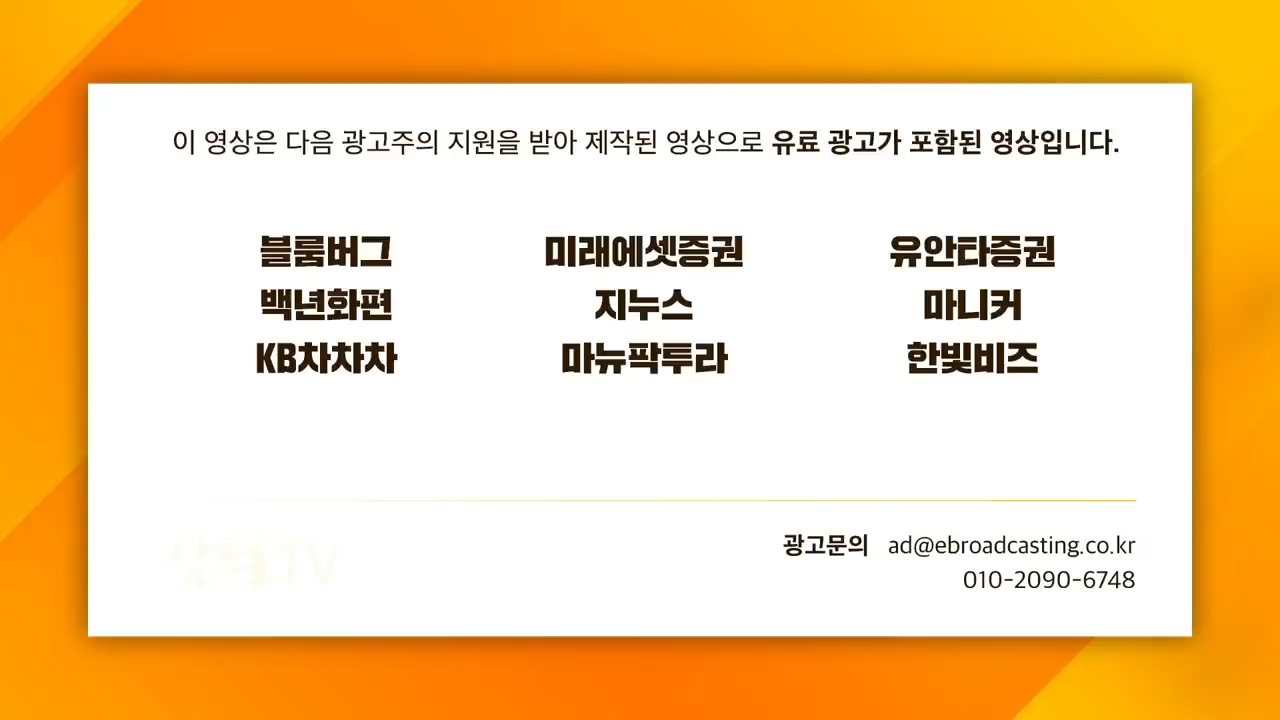 이 영상은 다음 광고주의 지원을 받아 제작된 영상으로 유료 광고가 포함된 영상입니다.
블룸버그 미래에셋증권 유안타증권
백년화편 지누스 마니커
KB차차차 마뉴팍투라 한빛비즈
광고문의 ad@ebroadcasting.co.kr
010-2090-6748